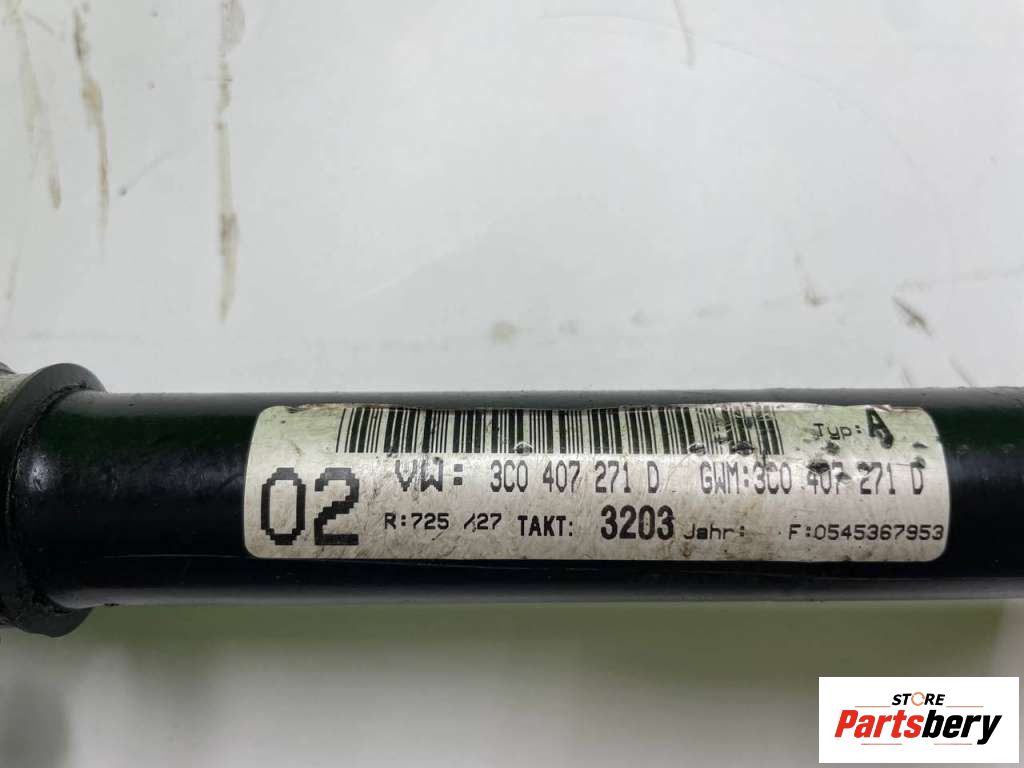 Typ: A
02 VW: 3C0 407 271 D GWM:3C0 407 271 D
R:725 /27 TAKT: 3203 Jahr: F:0545367953
STORE
Partsbery